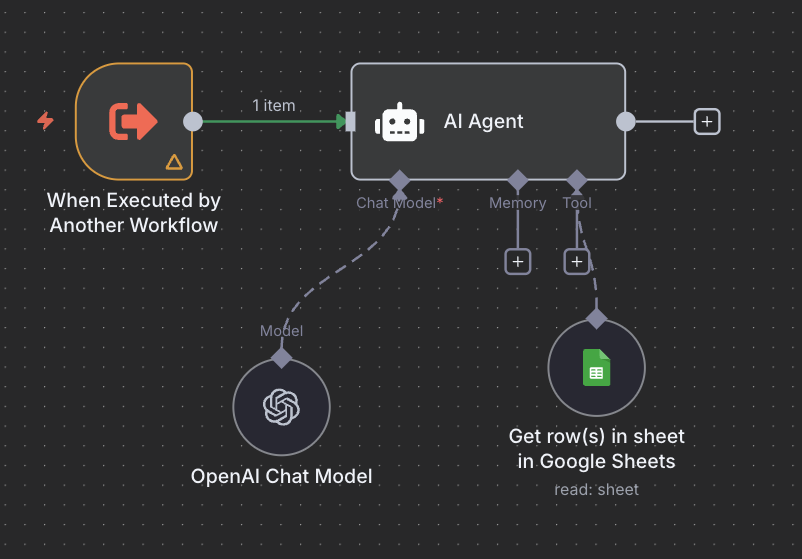 1 item
AI Agent
When Executed by
Another Workflow
Chat Model*
Memory
Tool
Model
OpenAI Chat Model
Get row(s) in sheet
in Google Sheets
read: sheet